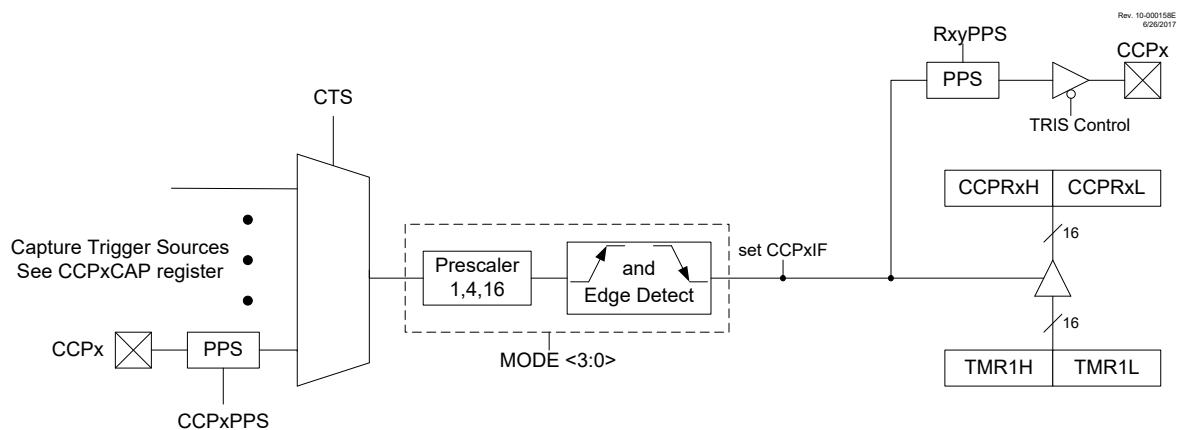 Rev. 10-000158E
6/26/2017
RxyPPS
CCPx
PPS
CTS
TRIS Control
CCPRxH CCPRxL
16
Capture Trigger Sources
See CCPxCAP register
Prescaler
1,4,16
and
Edge Detect
set CCPxIF
16
CCPx
PPS
MODE <3:0>
TMR1H TMR1L
CCPxPPS